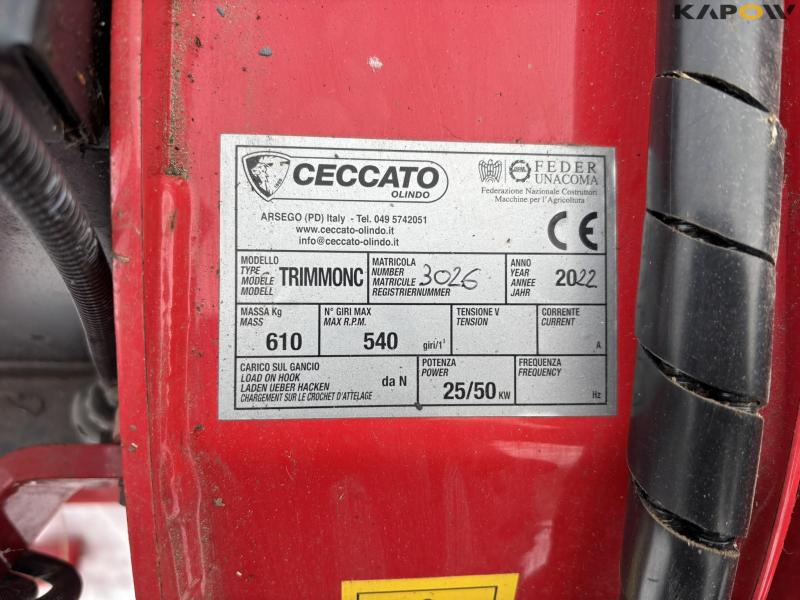 KAPOW
CECCATO
OLINDO
FEDER
UNACOMA
Federazione Nazionale Costruttori
Macchine per l'Agricoltura
ARSEGO (PD) Italy - Tel. 049 5742051
www.ceccato-olindo.it
info@ceccato-olindo.it
CE
MODELLO
TYPE
MODÈLE
MODELL
TRIMMONC
MATRICOLA
NUMBER
MATRICULE
REGISTRIERNUMMER
3026
ANNO
YEAR
ANNÉE
JAHR
2022
MASSA Kg
MASS
610
N° GIRI MAX
MAX R.P.M.
540
giri/1'
TENSIONE V
TENSION
CORRENTE
CURRENT
A
CARICO SUL GANCIO
LOAD ON HOOK
LADEN UEBER HACKEN
CHARGEMENT SUR LE CROCHET D'ATTELAGE
da N
POTENZA
POWER
25/50 KW
FREQUENZA
FREQUENCY
Hz